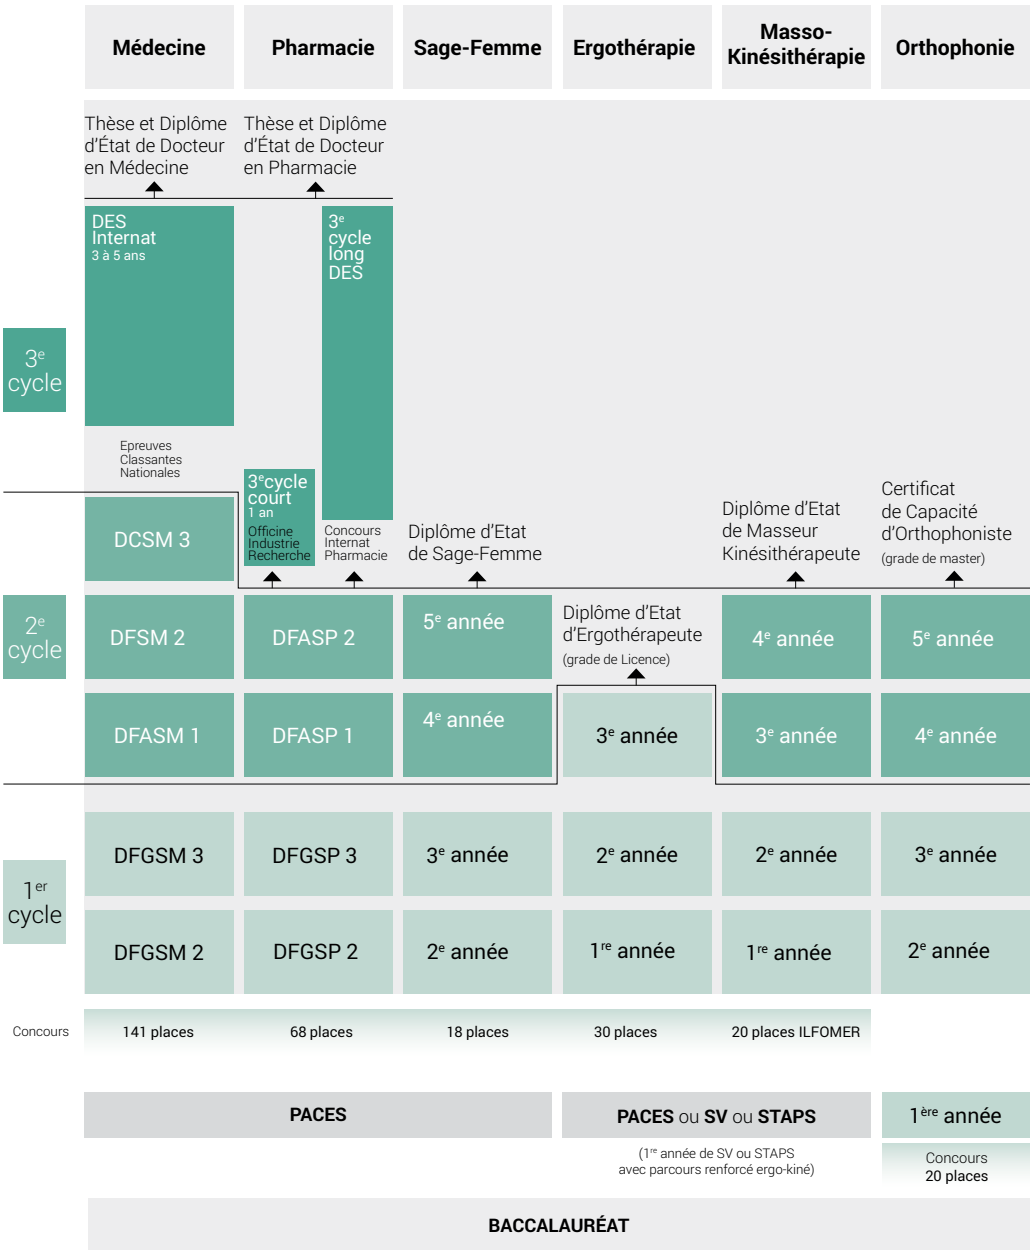 Médecine
Pharmacie
Sage-Femme
Ergothérapie
Masso-
Kinésithérapie
Orthophonie
Thèse et Diplôme
d'État de Docteur
en Médecine
Thèse et Diplôme
d'État de Docteur
en Pharmacie
DES
Internat
3 à 5 ans
3e
cycle
long
DES
3e
cycle
Epreuves
Classantes
Nationales
3e cycle
court
1 an
Officine
Industrie
Recherche
Concours
Internat
Pharmacie
Diplôme d'Etat
de Sage-Femme
Diplôme d'Etat
de Masseur
Kinésithérapeute
Certificat
de Capacité
d'Orthophoniste
(grade de master)
DCSM 3
2e
cycle
DFSM 2
DFASP 2
5e année
Diplôme d'Etat
d'Ergothérapeute
(grade de Licence)
4e année
5e année
DFASM 1
DFASP 1
4e année
3e année
3e année
4e année
1er
cycle
DFGSM 3
DFGSP 3
3e année
2e année
2e année
3e année
DFGSM 2
DFGSP 2
2e année
1re année
1re année
2e année
Concours
141 places
68 places
18 places
30 places
20 places ILFOMER
PACES
PACES ou SV ou STAPS
(1re année de SV ou STAPS
avec parcours renforcé ergo-kiné)
1ère année
Concours
20 places
BACCALAURÉAT